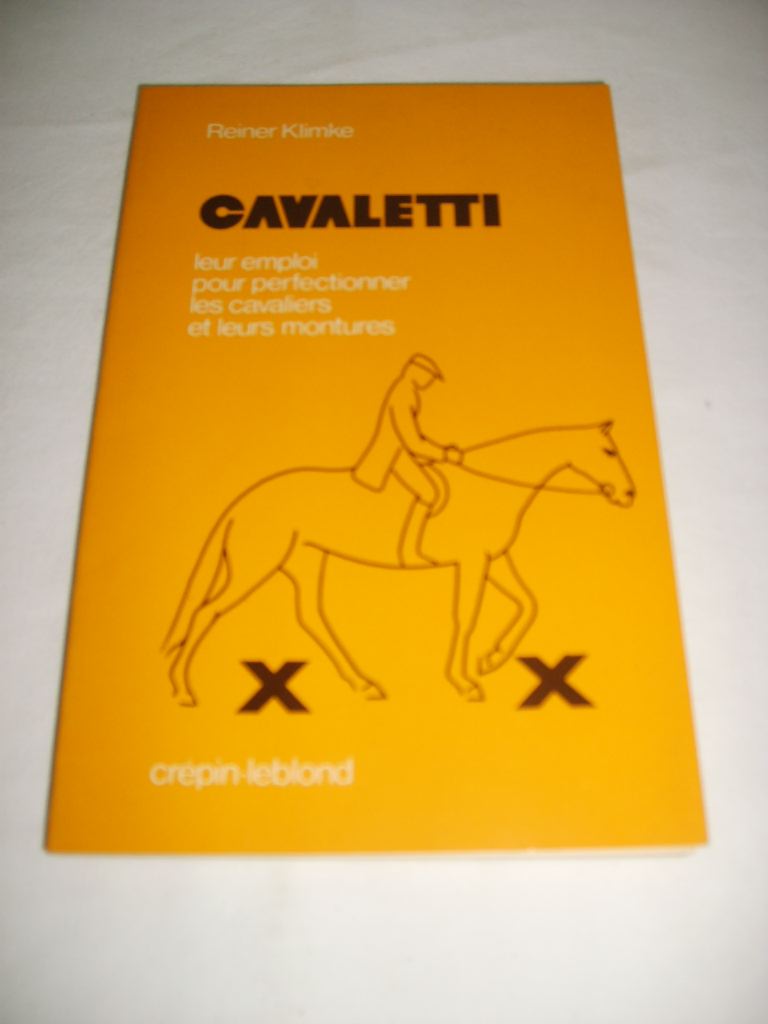 Reiner Klimke
CAVALETTI
leur emploi
pour perfectionner
les cavaliers
et leurs montures
X X
crépin-leblond